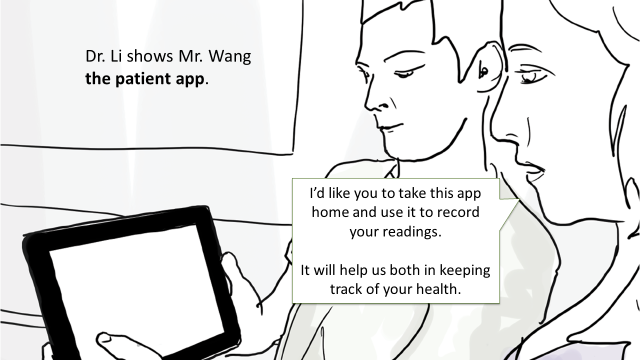 Dr. Li shows Mr. Wang
the patient app.
I’d like you to take this app
home and use it to record
your readings.
It will help us both in keeping
track of your health.